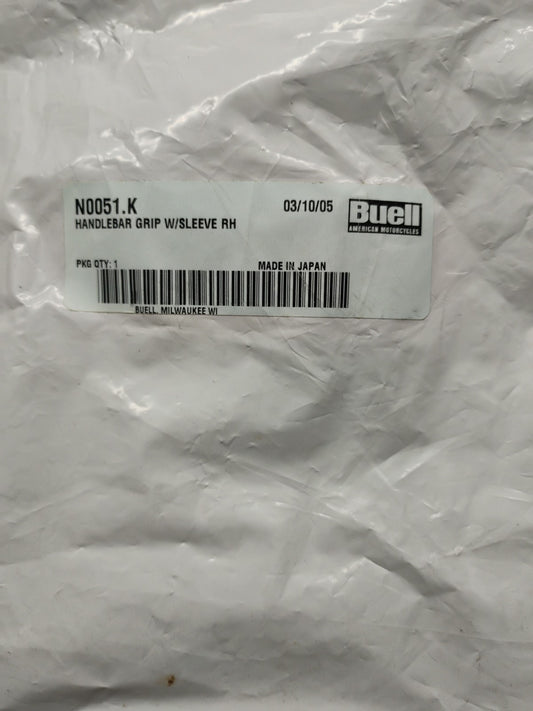 N0051.K 03/10/05 Buell
HANDLEBAR GRIP W/SLEEVE RH AMERICAN MOTORCYCLES
PKG QTY: 1 MADE IN JAPAN
BUELL, MILWAUKEE WI